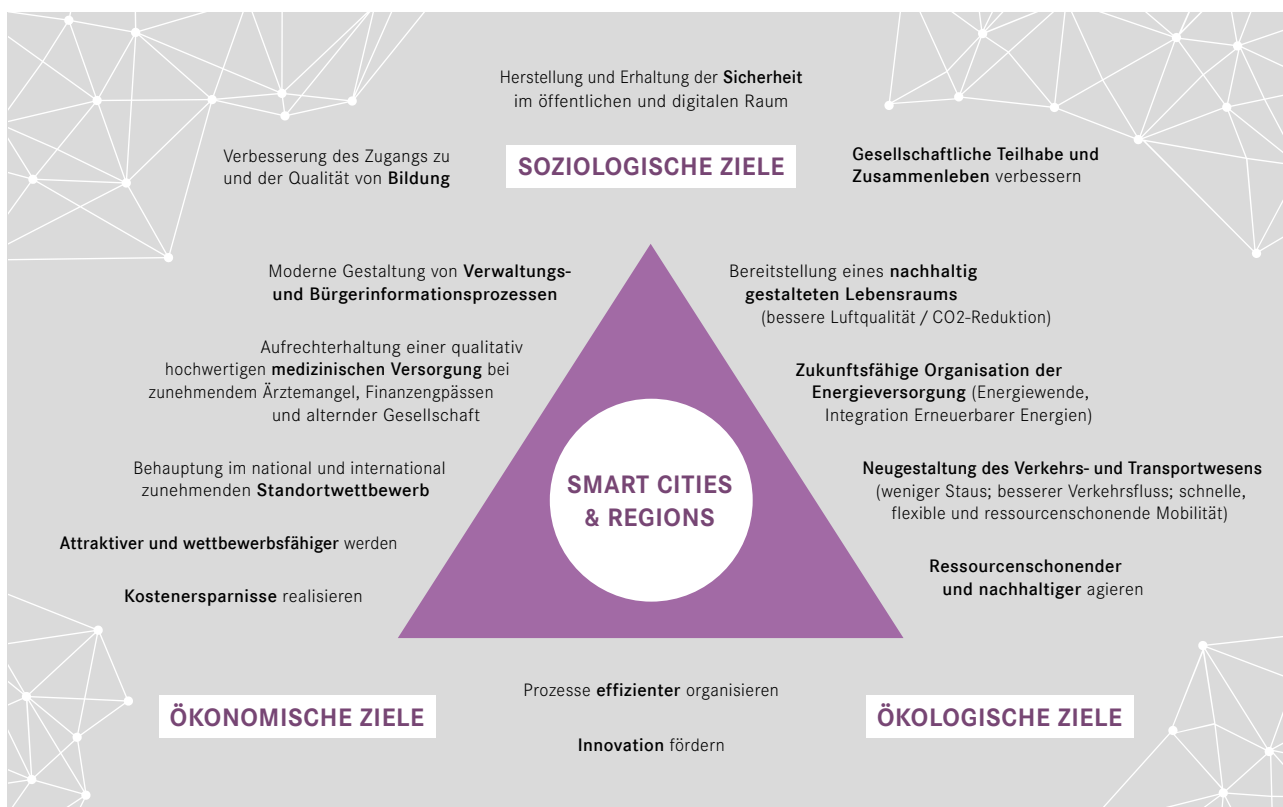 Herstellung und Erhaltung der Sicherheit
im öffentlichen und digitalen Raum
Verbesserung des Zugangs zu
und der Qualität von Bildung
SOZIOLOGISCHE ZIELE
Gesellschaftliche Teilhabe und
Zusammenleben verbessern
Moderne Gestaltung von Verwaltungs-
und Bürgerinformationsprozessen
Bereitstellung eines nachhaltig
gestalteten Lebensraums
(bessere Luftqualität / CO2-Reduktion)
Aufrechterhaltung einer qualitativ
hochwertigen medizinischen Versorgung bei
zunehmendem Ärztemangel, Finanzengpässen
und alternder Gesellschaft
Zukunftsfähige Organisation der
Energieversorgung (Energiewende,
Integration Erneuerbarer Energien)
Behauptung im national und international
zunehmenden Standortwettbewerb
SMART CITIES
& REGIONS
Neugestaltung des Verkehrs- und Transportwesens
(weniger Staus; besserer Verkehrsfluss; schnelle,
flexible und ressourcenschonende Mobilität)
Attraktiver und wettbewerbsfähiger werden
Kostenersparnisse realisieren
Ressourcenschonender
und nachhaltiger agieren
ÖKONOMISCHE ZIELE
Prozesse effizienter organisieren
Innovation fördern
ÖKOLOGISCHE ZIELE